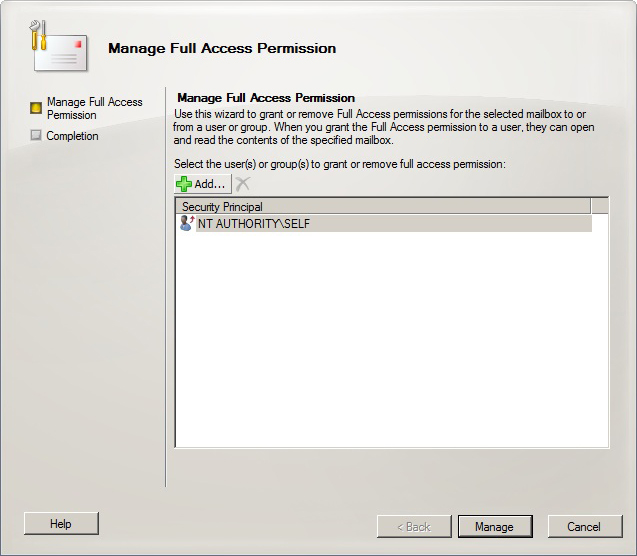 Manage Full Access Permission
Manage Full Access
Permission
Completion
Manage Full Access Permission
Use this wizard to grant or remove Full Access permissions for the selected mailbox to or
from a user or group. When you grant the Full Access permission to a user, they can open
and read the contents of the specified mailbox.
Select the user(s) or group(s) to grant or remove full access permission:
Add...
Security Principal
NT AUTHORITY\SELF
Help
< Back
Manage
Cancel